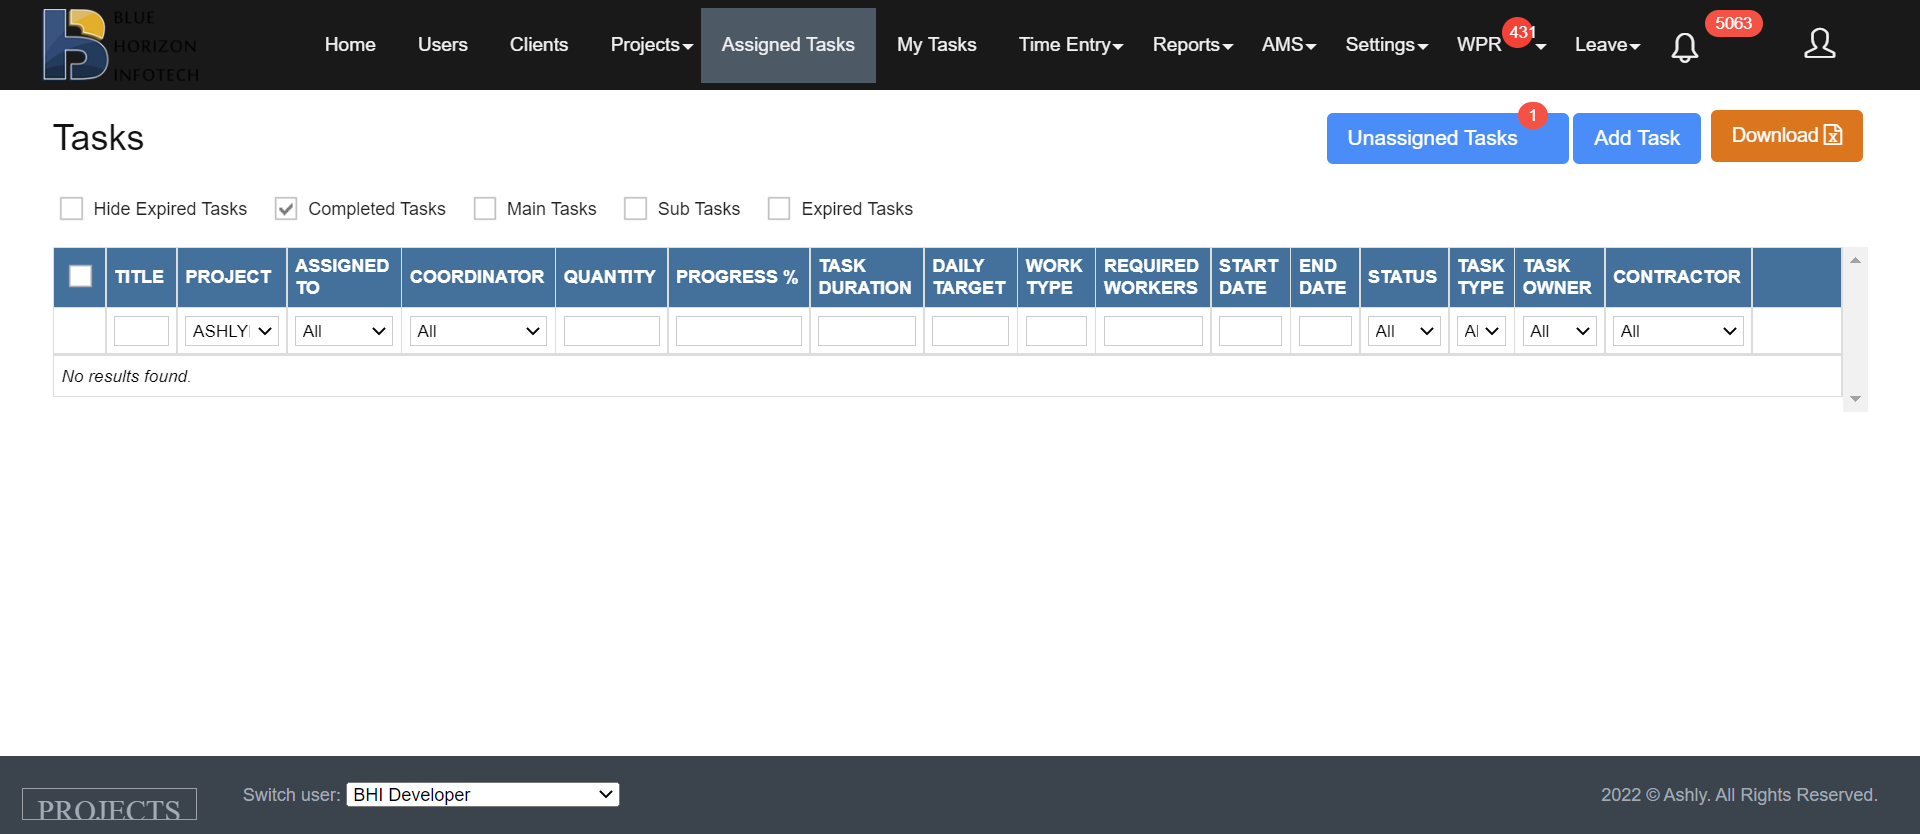 BLUE
HORIZON
INFOTECH
Home Users Clients Projects Assigned Tasks My Tasks Time Entry Reports AMS Settings WPR 431 Leave 5063
Tasks
Unassigned Tasks 1 Add Task Download
Hide Expired Tasks Completed Tasks Main Tasks Sub Tasks Expired Tasks
TITLE PROJECT ASSIGNED TO COORDINATOR QUANTITY PROGRESS % TASK DURATION DAILY TARGET WORK TYPE REQUIRED WORKERS START DATE END DATE STATUS TASK TYPE TASK OWNER CONTRACTOR
ASHLY All All All Al All All
No results found.
PROJECTS
Switch user: BHI Developer
2022 © Ashly. All Rights Reserved.